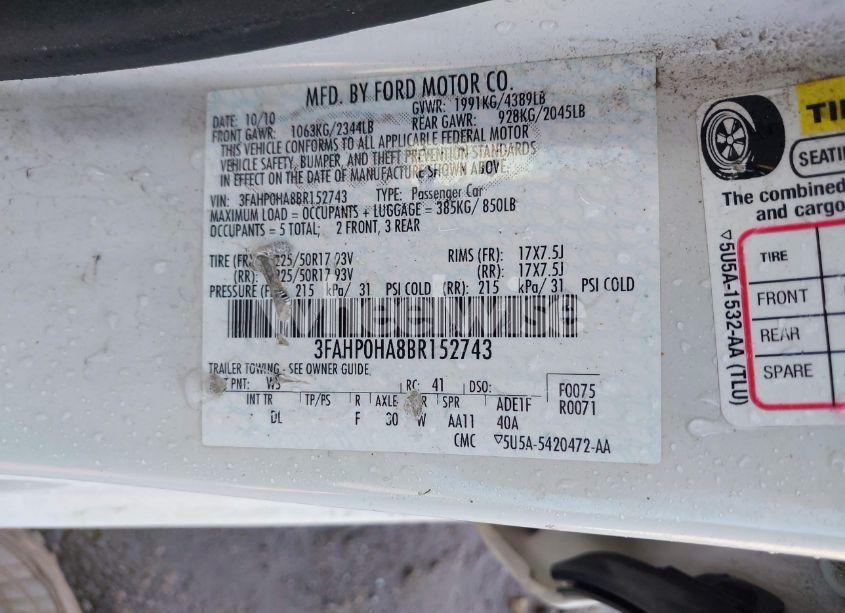 MFD. BY FORD MOTOR CO.
DATE: 10/10 GVWR: 1991KG/4389LB
FRONT GAWR: 1063KG/2344LB REAR GAWR: 928KG/2045LB
THIS VEHICLE CONFORMS TO ALL APPLICABLE FEDERAL MOTOR
VEHICLE SAFETY, BUMPER, AND THEFT PREVENTION STANDARDS
IN EFFECT ON THE DATE OF MANUFACTURE SHOWN ABOVE.
VIN: 3FAHP0HA8BR152743 TYPE: Passenger Car
MAXIMUM LOAD = OCCUPANTS + LUGGAGE = 385KG/ 850LB
OCCUPANTS = 5 TOTAL; 2 FRONT, 3 REAR
TIRE (FR) 225/50R17 93V RIMS (FR): 17X7.5J
(RR): 225/50R17 93V (RR): 17X7.5J
PRESSURE (F 215 kPa/ 31 PSI COLD (RR): 215 kPa/ 31 PSI COLD
3FAHP0HA8BR152743
TRAILER TOWING - SEE OWNER GUIDE
PNT: WS RC: 41 DSO: F0075
INT TR TP/PS R AXLE SPR ADE1F R0071
DL F W AA11 40A
CMC ▽5U5A-5420472-AA
▽5U5A-1532-AA (TLU)
TI
SEATI
The combined
and cargo
TIRE
FRONT
REAR
SPARE